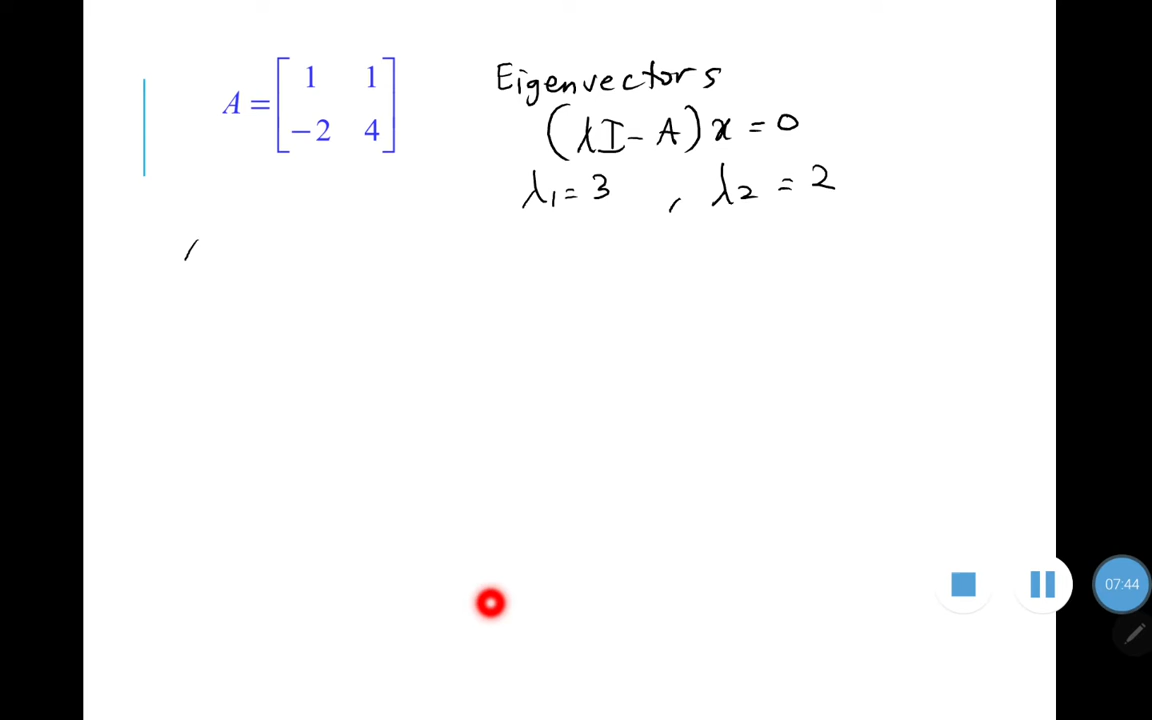 A = [1 1
-2 4]
Eigenvectors
(λI - A) x = 0
λ1 = 3 , λ2 = 2
(
07:44